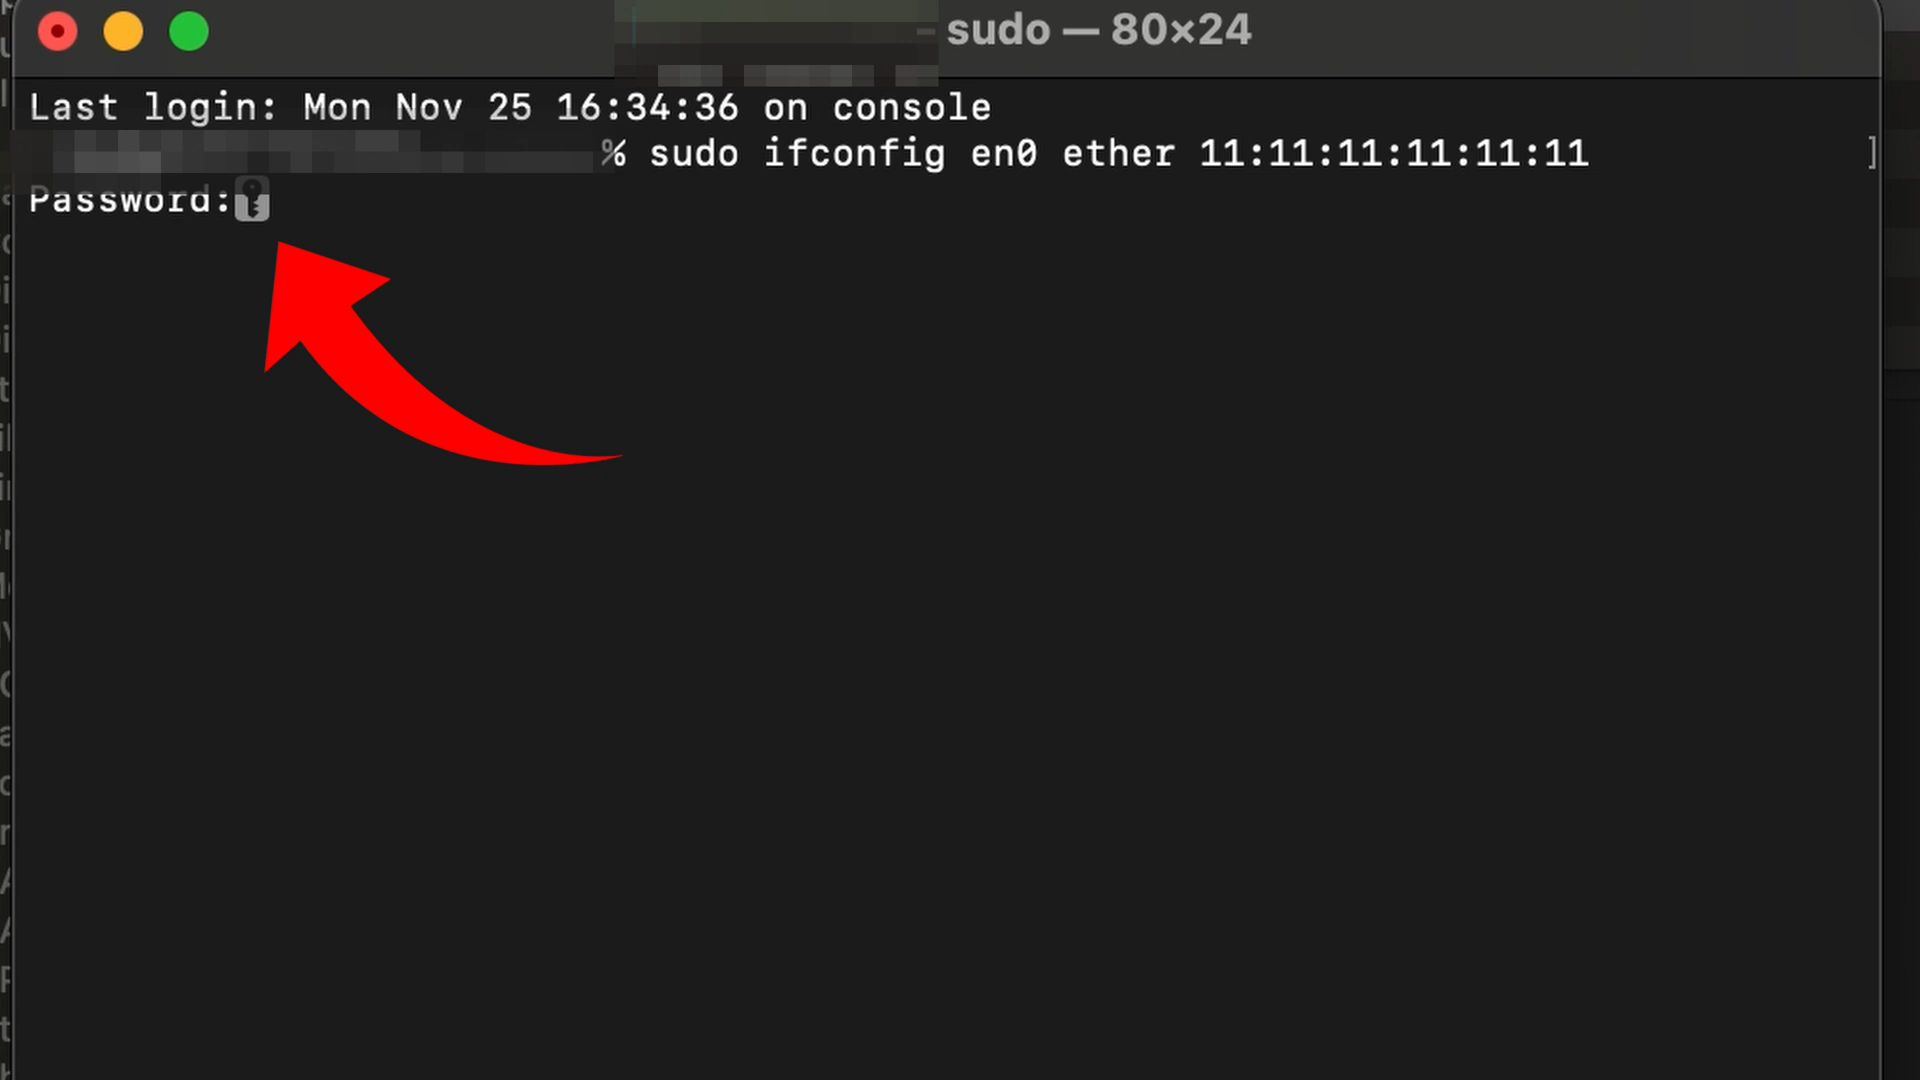 – sudo — 80×24
Last login: Mon Nov 25 16:34:36 on console
% sudo ifconfig en0 ether 11:11:11:11:11:11 ]
Password: